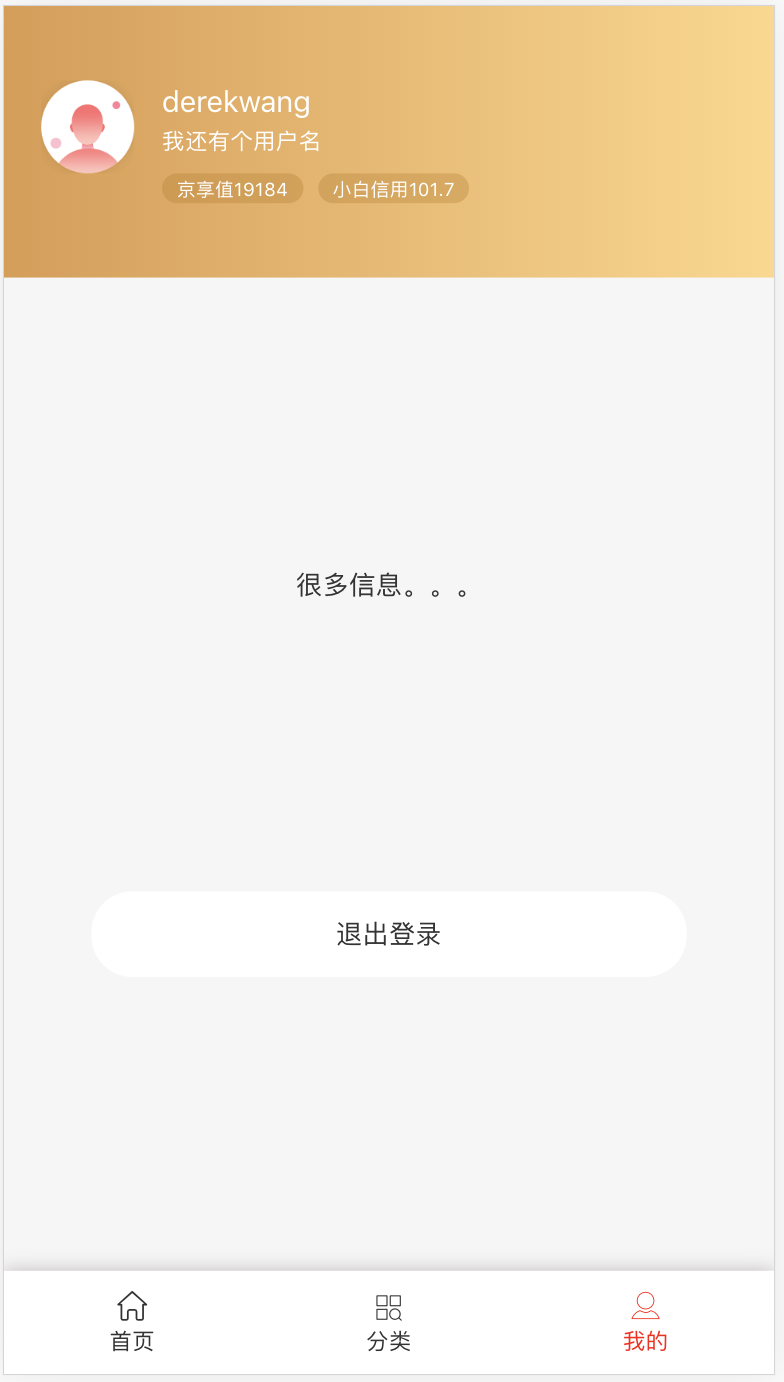 derekwang
我还有个用户名
京享值19184 小白信用101.7
很多信息。。。
退出登录
首页 分类 我的